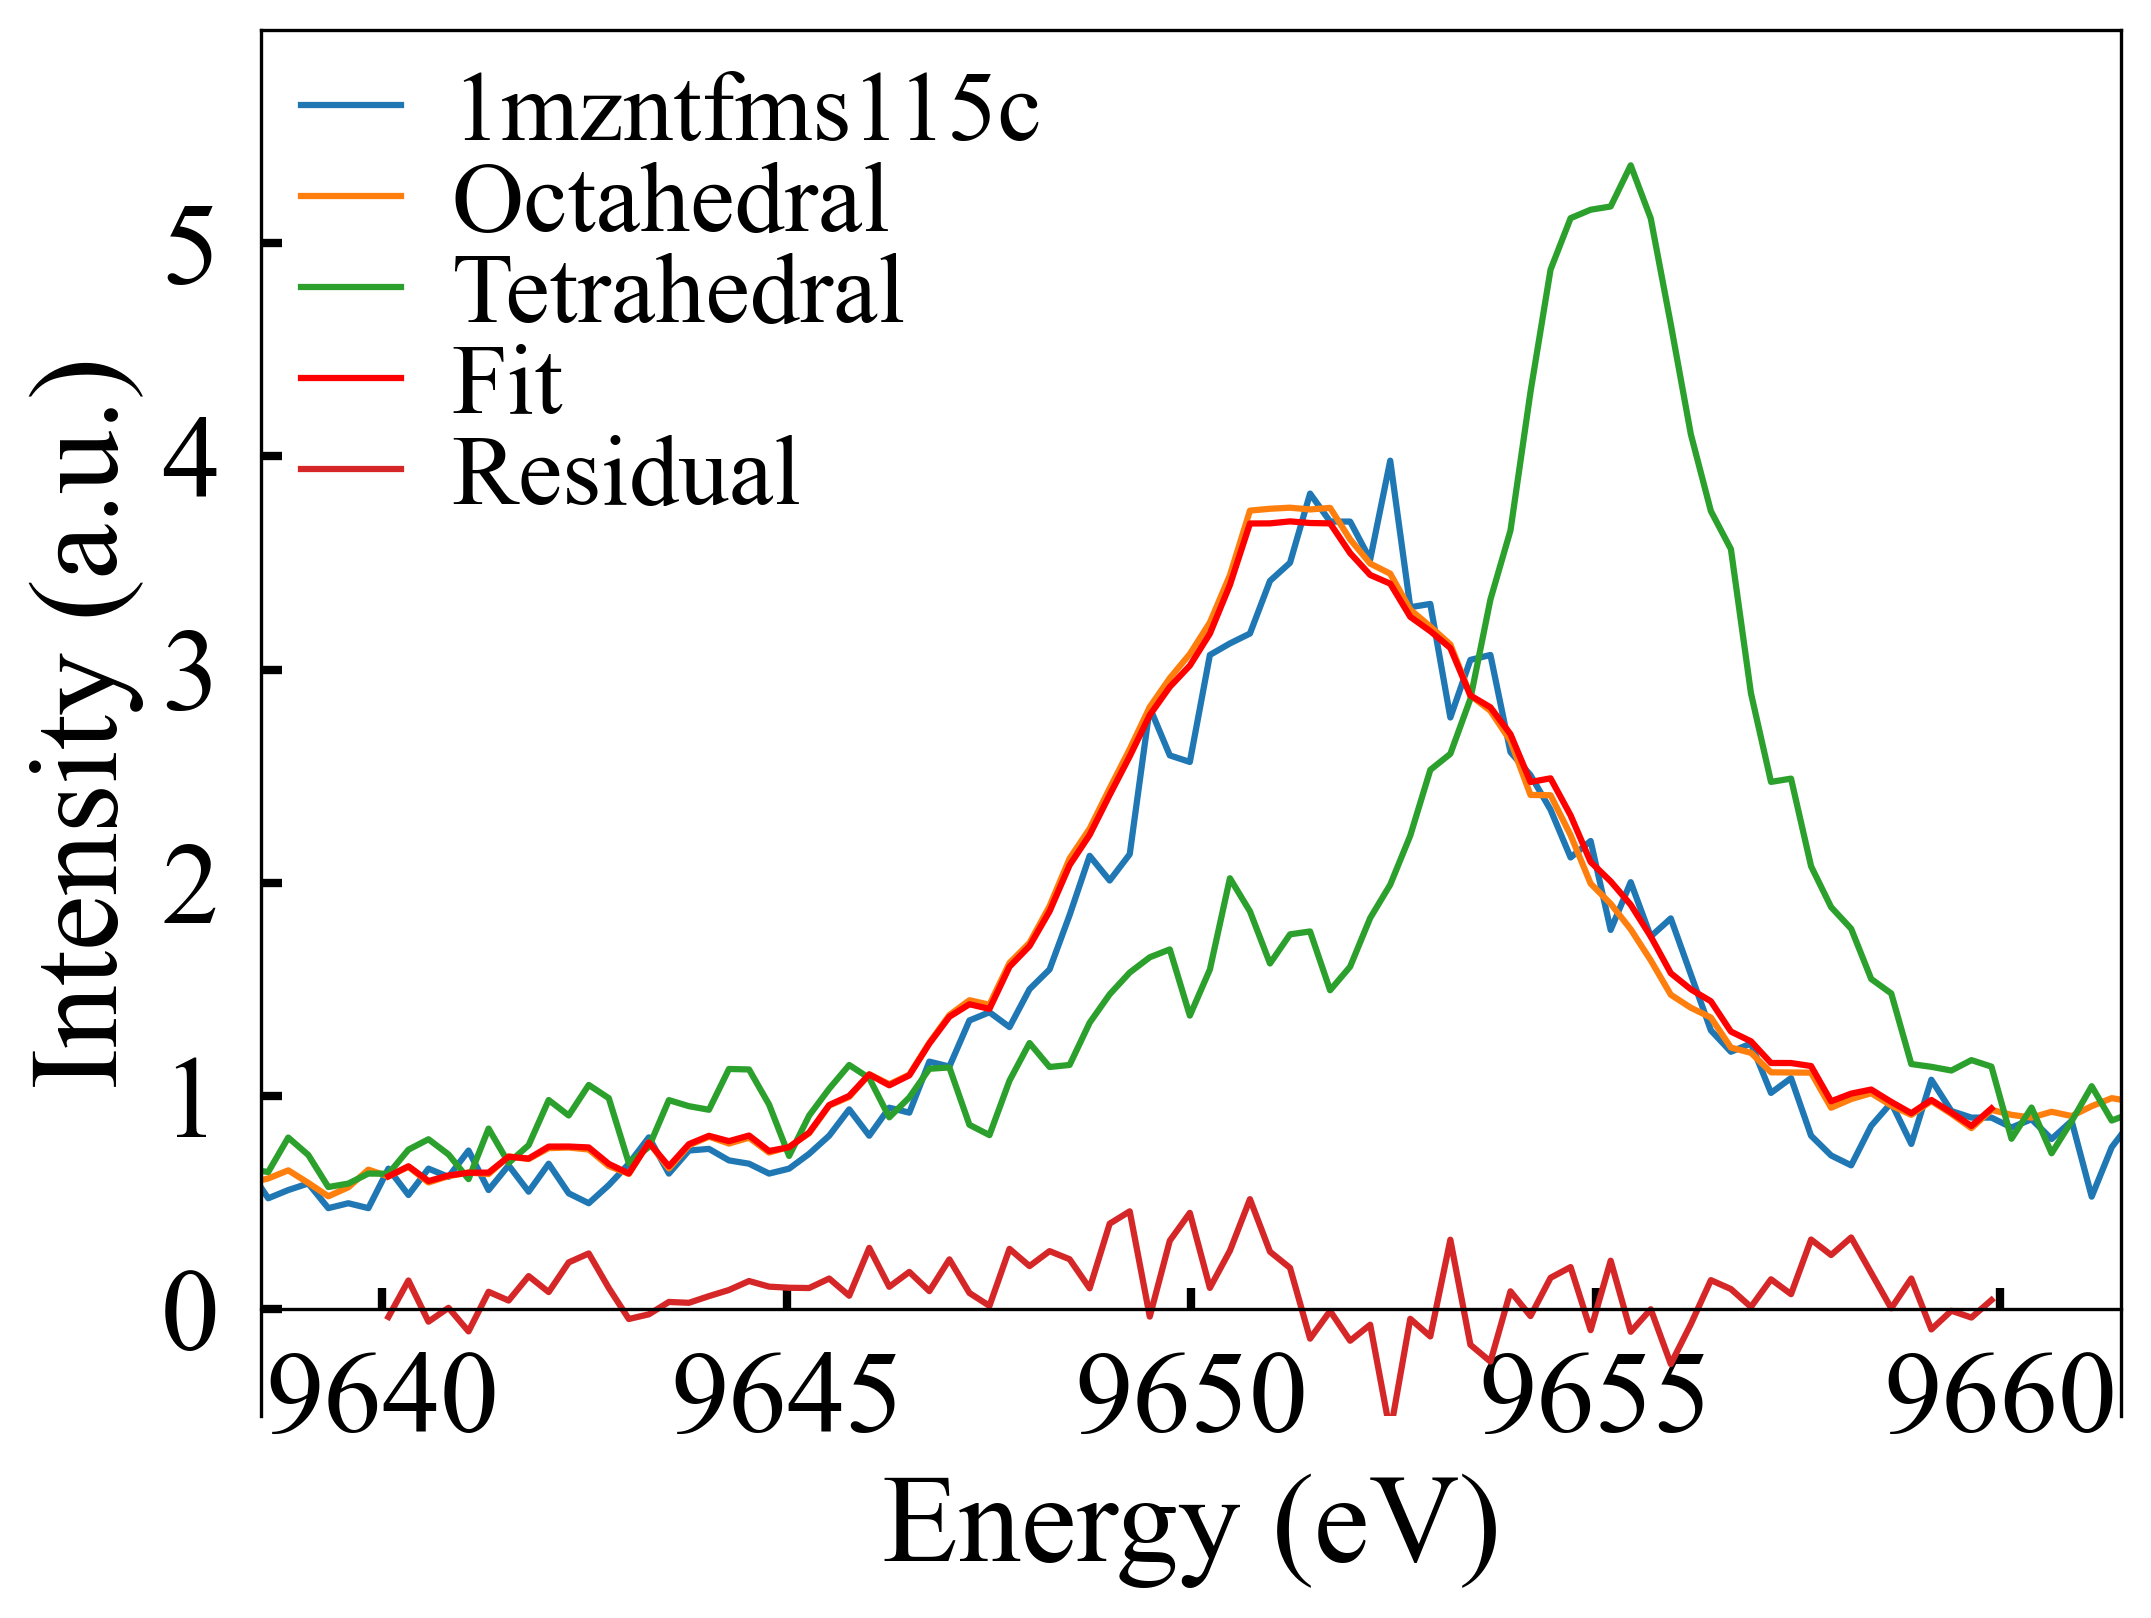 1mzntfms115c
Octahedral
Tetrahedral
Fit
Residual
Intensity (a.u.)
5
4
3
2
1
0
9640 9645 9650 9655 9660
Energy (eV)